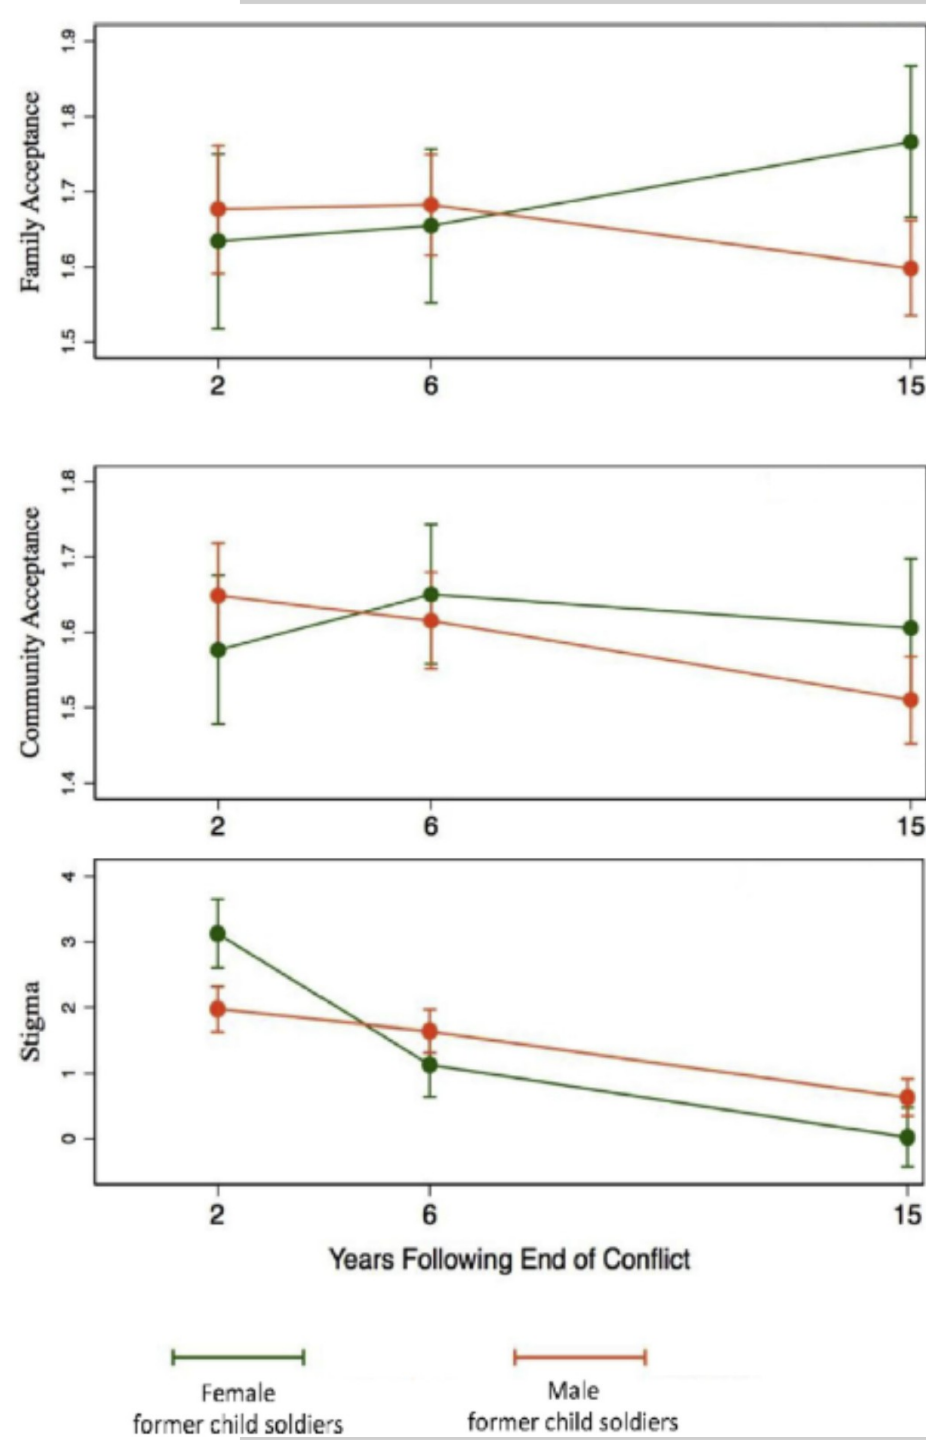 Family Acceptance
1.9
1.8
1.7
1.6
1.5
2 6 15
Community Acceptance
1.8
1.7
1.6
1.5
1.4
2 6 15
Stigma
4
3
2
1
0
2 6 15
Years Following End of Conflict
Female Male
former child soldiers former child soldiers